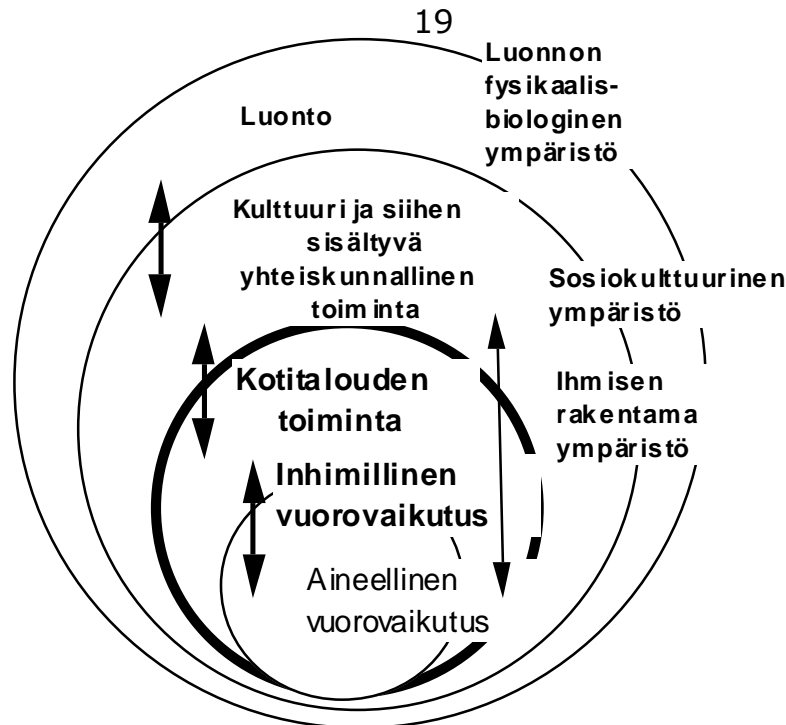 19
Luonnon
fysikaalis-
biologinen
ympäristö
Luonto
Kulttuuri ja siihen
sisältyvä
yhteiskunnallinen
toiminta
Sosiokulttuurinen
ympäristö
Kotitalouden
toiminta
Ihmisen
rakentama
ympäristö
Inhimillinen
vuorovaikutus
Aineellinen
vuorovaikutus